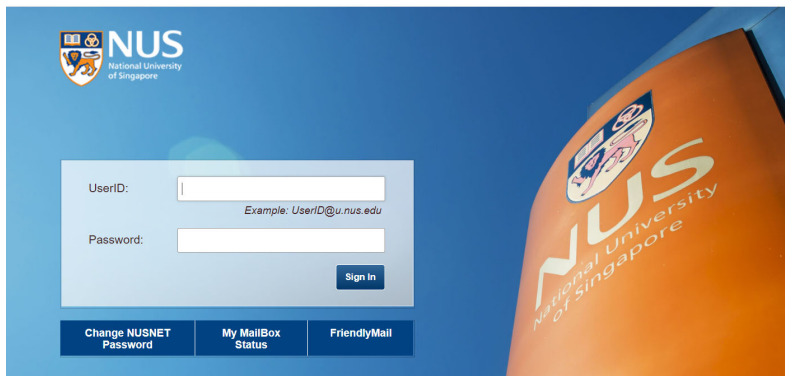 NUS
National University
of Singapore
UserID:
Example: UserID@u.nus.edu
Password:
Sign In
Change NUSNET
Password
My MailBox
Status
FriendlyMail
NUS
National University
of Singapore